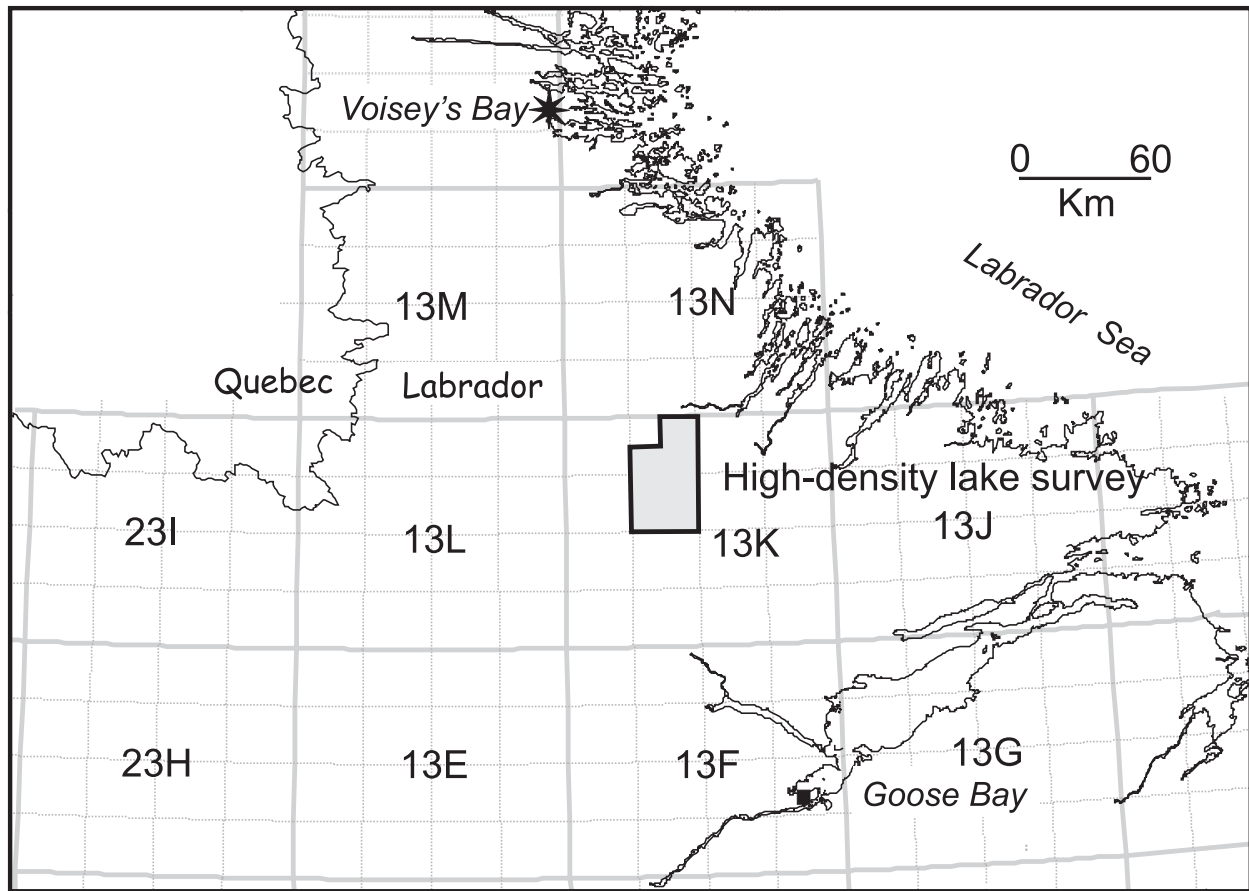 Voisey's Bay
0 60
Km
Labrador Sea
13M
13N
Quebec
Labrador
High-density lake survey
23I
13L
13K
13J
23H
13E
13F
13G
Goose Bay